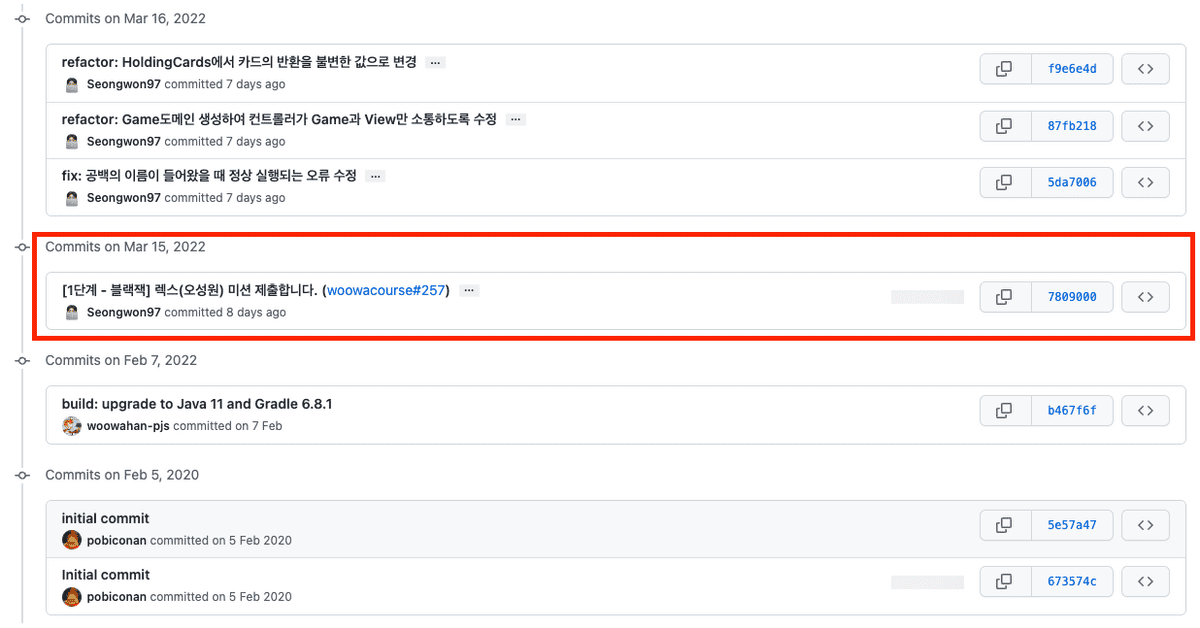 Commits on Mar 16, 2022
refactor: HoldingCards에서 카드의 반환을 불변한 값으로 변경 ...
f9e6e4d
Seongwon97 committed 7 days ago
refactor: Game도메인 생성하여 컨트롤러가 Game과 View만 소통하도록 수정 ...
87fb218
Seongwon97 committed 7 days ago
fix: 공백의 이름이 들어왔을 때 정상 실행되는 오류 수정 ...
5da7006
Seongwon97 committed 7 days ago
Commits on Mar 15, 2022
[1단계 - 블랙잭] 렉스(오성원) 미션 제출합니다. (woowacourse#257) ...
7809000
Seongwon97 committed 8 days ago
Commits on Feb 7, 2022
build: upgrade to Java 11 and Gradle 6.8.1
b467f6f
woowahan-pjs committed on 7 Feb
Commits on Feb 5, 2020
initial commit
5e57a47
pobiconan committed on 5 Feb 2020
Initial commit
673574c
pobiconan committed on 5 Feb 2020